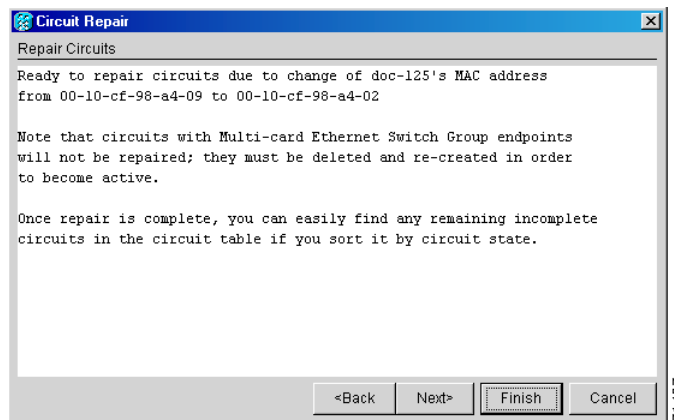 Circuit Repair
Repair Circuits
Ready to repair circuits due to change of doc-125's MAC address
from 00-10-cf-98-a4-09 to 00-10-cf-98-a4-02
Note that circuits with Multi-card Ethernet Switch Group endpoints
will not be repaired; they must be deleted and re-created in order
to become active.
Once repair is complete, you can easily find any remaining incomplete
circuits in the circuit table if you sort it by circuit state.
<Back Next> Finish Cancel